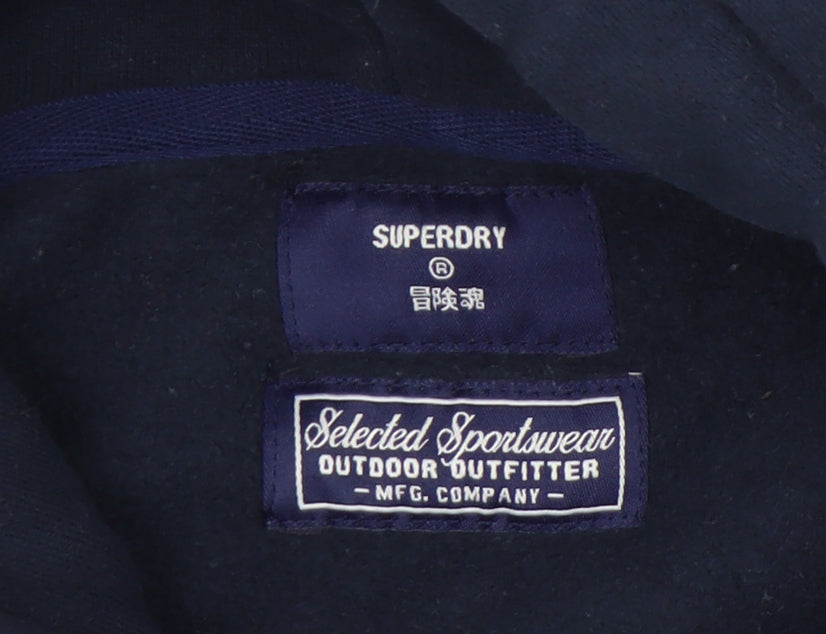 SUPERDRY
®
冒険魂
Selected Sportswear
OUTDOOR OUTFITTER
- MFG. COMPANY -